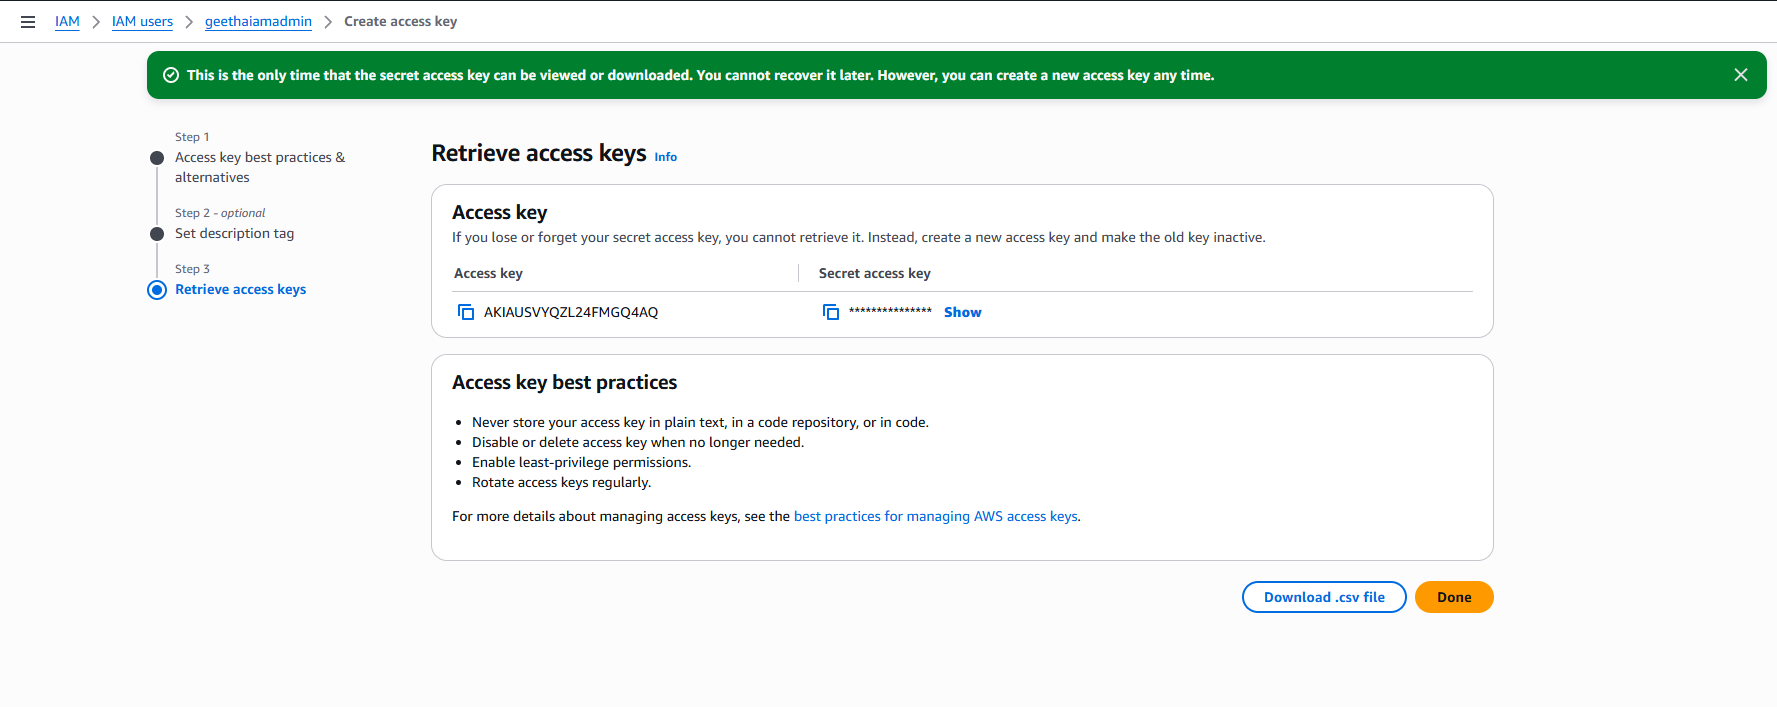 IAM > IAM users > geethaiamadmin > Create access key
This is the only time that the secret access key can be viewed or downloaded. You cannot recover it later. However, you can create a new access key any time.
Step 1
Access key best practices &
alternatives
Step 2 - optional
Set description tag
Step 3
Retrieve access keys
Retrieve access keys Info
Access key
If you lose or forget your secret access key, you cannot retrieve it. Instead, create a new access key and make the old key inactive.
Access key Secret access key
AKIAUSVYQZL24FMGQ4AQ *************** Show
Access key best practices
• Never store your access key in plain text, in a code repository, or in code.
• Disable or delete access key when no longer needed.
• Enable least-privilege permissions.
• Rotate access keys regularly.
For more details about managing access keys, see the best practices for managing AWS access keys.
Download .csv file Done